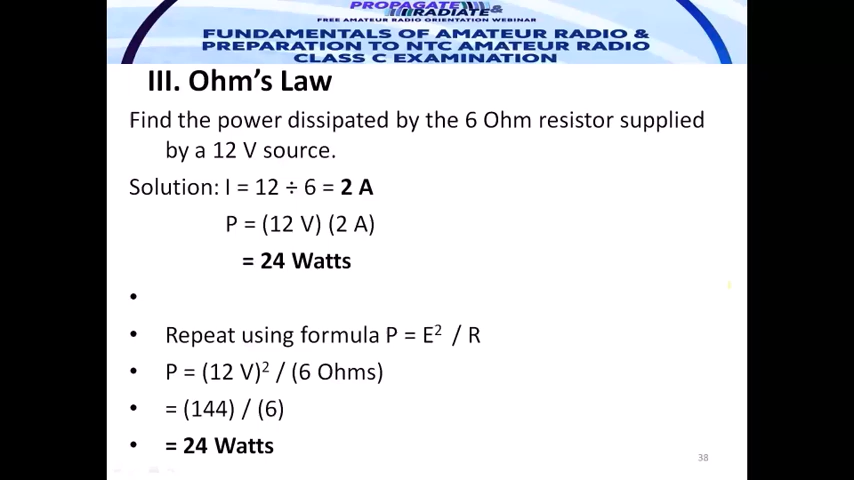 PROPAGATE &
RADIATE
FREE AMATEUR RADIO ORIENTATION WEBINAR
FUNDAMENTALS OF AMATEUR RADIO &
PREPARATION TO NTC AMATEUR RADIO
CLASS C EXAMINATION
III. Ohm's Law
Find the power dissipated by the 6 Ohm resistor supplied
by a 12 V source.
Solution: I = 12 ÷ 6 = 2 A
P = (12 V) (2 A)
= 24 Watts
•
• Repeat using formula P = E² / R
• P = (12 V)² / (6 Ohms)
• = (144) / (6)
• = 24 Watts
38